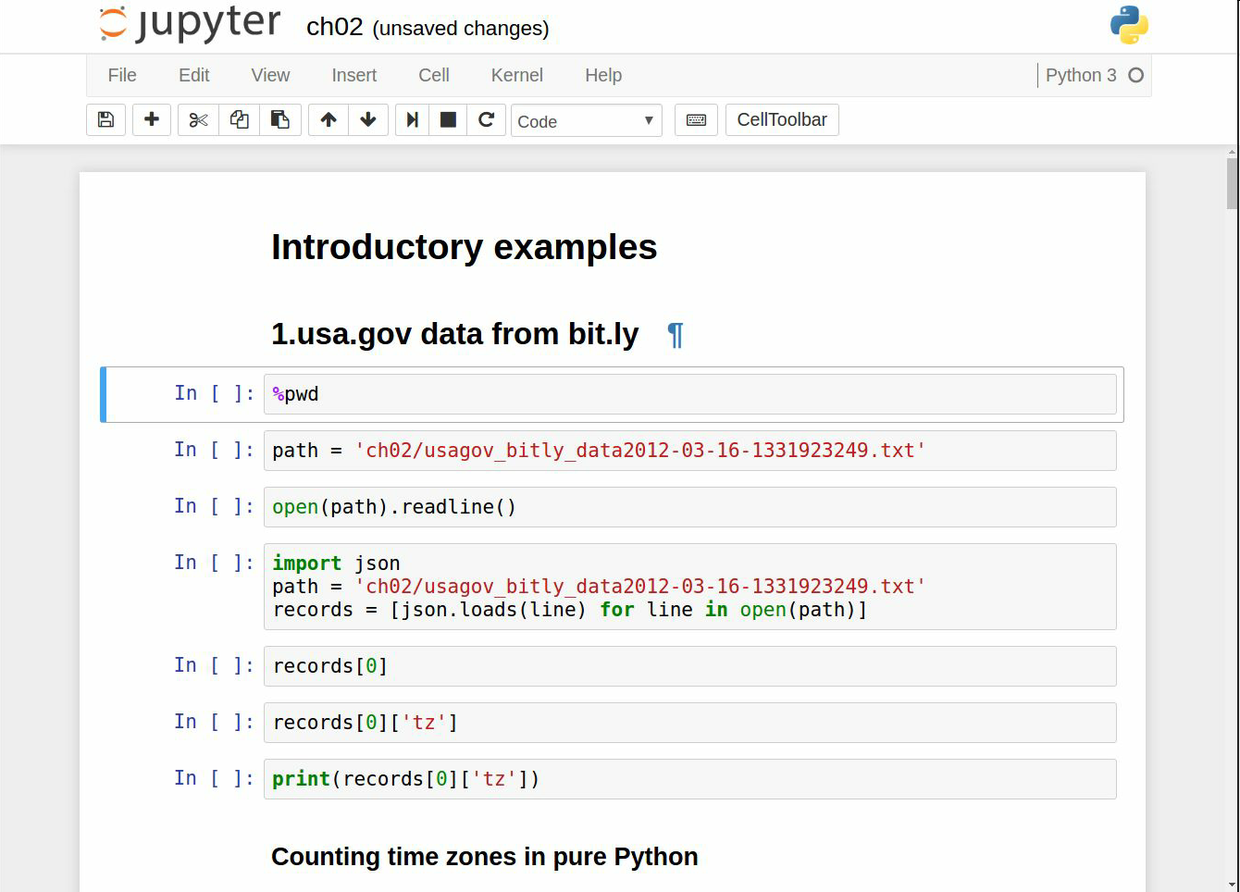 jupyter ch02 (unsaved changes)
File Edit View Insert Cell Kernel Help Python 3
Code CellToolbar
Introductory examples
1.usa.gov data from bit.ly ¶
In [ ]: %pwd
In [ ]: path = 'ch02/usagov_bitly_data2012-03-16-1331923249.txt'
In [ ]: open(path).readline()
In [ ]: import json
path = 'ch02/usagov_bitly_data2012-03-16-1331923249.txt'
records = [json.loads(line) for line in open(path)]
In [ ]: records[0]
In [ ]: records[0]['tz']
In [ ]: print(records[0]['tz'])
Counting time zones in pure Python